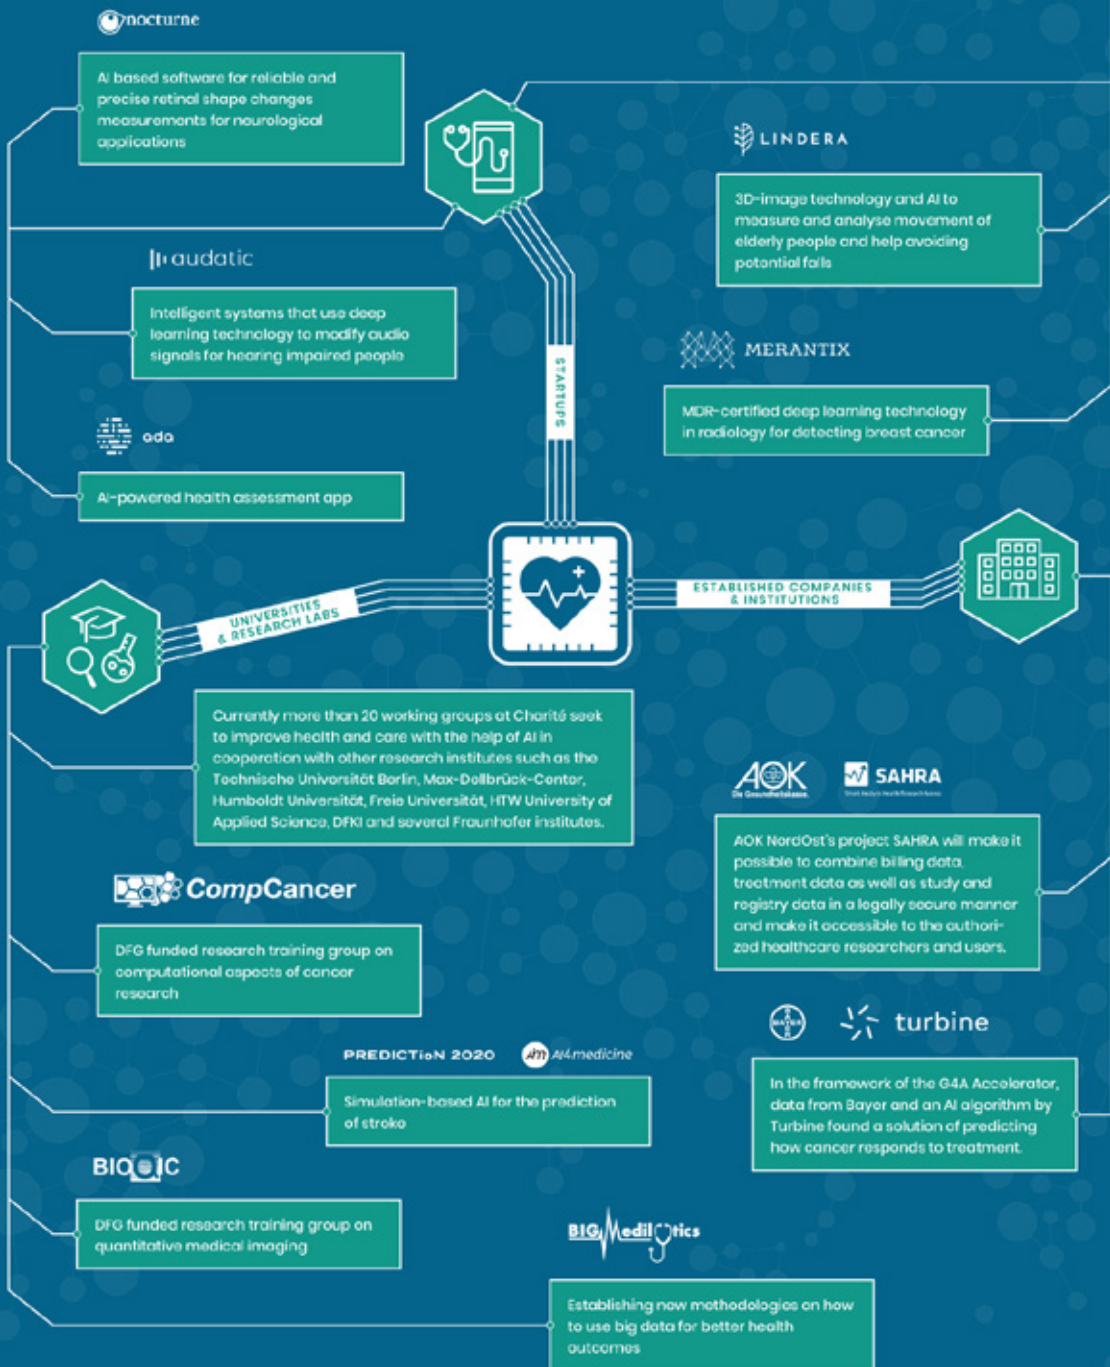 nocturne
AI based software for reliable and
precise retinal shape changes
measurements for neurological
applications
audatic
Intelligent systems that use deep
learning technology to modify audio
signals for hearing impaired people
ada
AI-powered health assessment app
LINDERA
3D-image technology and AI to
measure and analyse movement of
elderly people and help avoiding
potential falls
MERANTIX
MDR-certified deep learning technology
in radiology for detecting breast cancer
STARTUPS
UNIVERSITIES
& RESEARCH LABS
ESTABLISHED COMPANIES
& INSTITUTIONS
Currently more than 20 working groups at Charité seek
to improve health and care with the help of AI in
cooperation with other research institutes such as the
Technische Universität Berlin, Max-Dellbrück-Center,
Humboldt Universität, Freie Universität, HTW University of
Applied Science, DFKI and several Fraunhofer institutes.
CompCancer
DFG funded research training group on
computational aspects of cancer
research
PREDICTioN 2020
AI4medicine
Simulation-based AI for the prediction
of stroke
BIOQIC
DFG funded research training group on
quantitative medical imaging
BIGMedilytics
Establishing new methodologies on how
to use big data for better health
outcomes
AOK
Die Gesundheitskasse.
SAHRA
AOK NordOst's project SAHRA will make it
possible to combine billing data,
treatment data as well as study and
registry data in a legally secure manner
and make it accessible to the authori-
zed healthcare researchers and users.
BAYER
turbine
In the framework of the G4A Accelerator,
data from Bayer and an AI algorithm by
Turbine found a solution of predicting
how cancer responds to treatment.